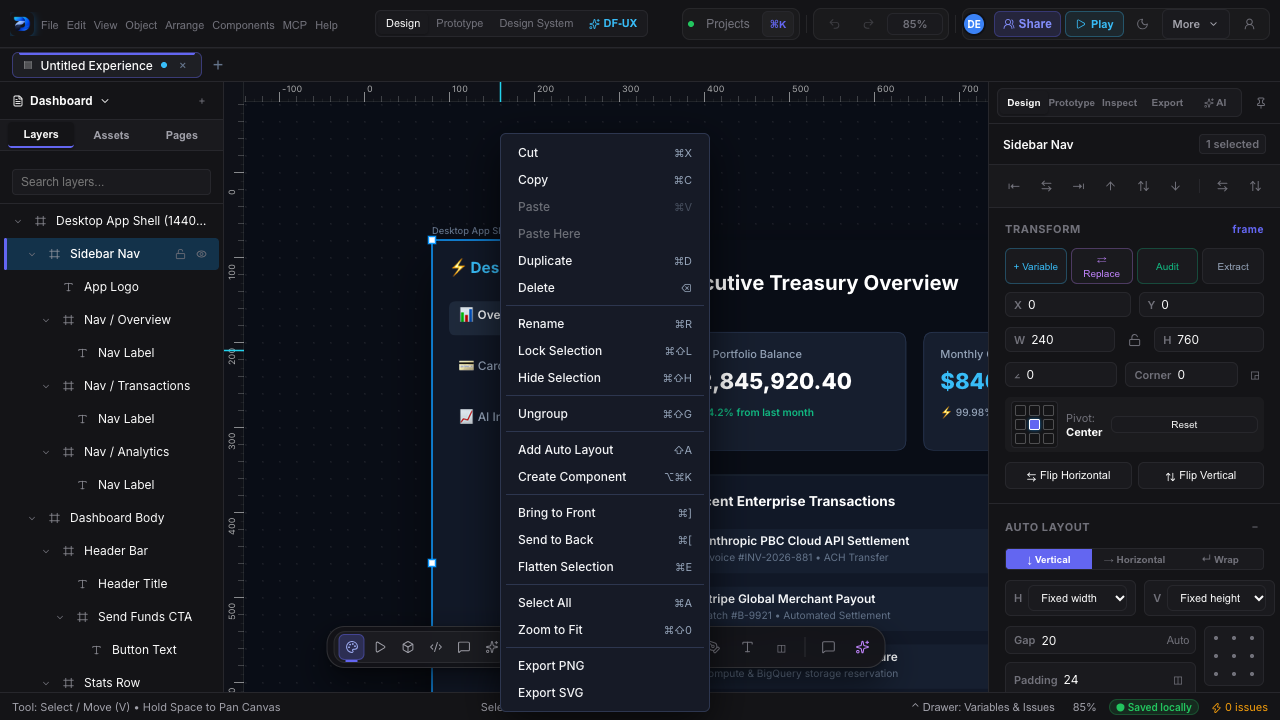 File Edit View Object Arrange Components MCP Help
Design Prototype Design System DF-UX
Projects ⌘K
85%
DE Share Play More
Untitled Experience ×
+
Dashboard +
Layers Assets Pages
Search layers...
Desktop App Shell (1440...
Sidebar Nav
App Logo
Nav / Overview
Nav Label
Nav / Transactions
Nav Label
Nav / Analytics
Nav Label
Dashboard Body
Header Bar
Header Title
Send Funds CTA
Button Text
Stats Row
-100 0 100 200 300 400 500 600 700
0
100
200
300
400
500
Desktop App Sh
⚡ Des
📊 Ove
💳 Card
📈 AI In
Cut ⌘X
Copy ⌘C
Paste ⌘V
Paste Here
Duplicate ⌘D
Delete ⌫
Rename ⌘R
Lock Selection ⌘⇧L
Hide Selection ⌘⇧H
Ungroup ⌘⇧G
Add Auto Layout ⇧A
Create Component ⌥⌘K
Bring to Front ⌘]
Send to Back ⌘[
Flatten Selection ⌘E
Select All ⌘A
Zoom to Fit ⌘⇧0
Export PNG
Export SVG
cutive Treasury Overview
Portfolio Balance
2,845,920.40
4.2% from last month
Monthly
$840
⚡ 99.98%
cent Enterprise Transactions
nthropic PBC Cloud API Settlement
voice #INV-2026-881 • ACH Transfer
tripe Global Merchant Payout
atch #B-9921 • Automated Settlement
ure
ompute & BigQuery storage reservation
Design Prototype Inspect Export AI
Sidebar Nav 1 selected
TRANSFORM frame
+ Variable
Replace
Audit
Extract
X 0 Y 0
W 240 H 760
∠ 0 Corner 0
Pivot:
Center
Reset
Flip Horizontal Flip Vertical
AUTO LAYOUT −
↓ Vertical → Horizontal ↵ Wrap
H Fixed width V Fixed height
Gap 20 Auto
Padding 24
Tool: Select / Move (V) • Hold Space to Pan Canvas
Sele
^ Drawer: Variables & Issues 85% Saved locally 0 issues